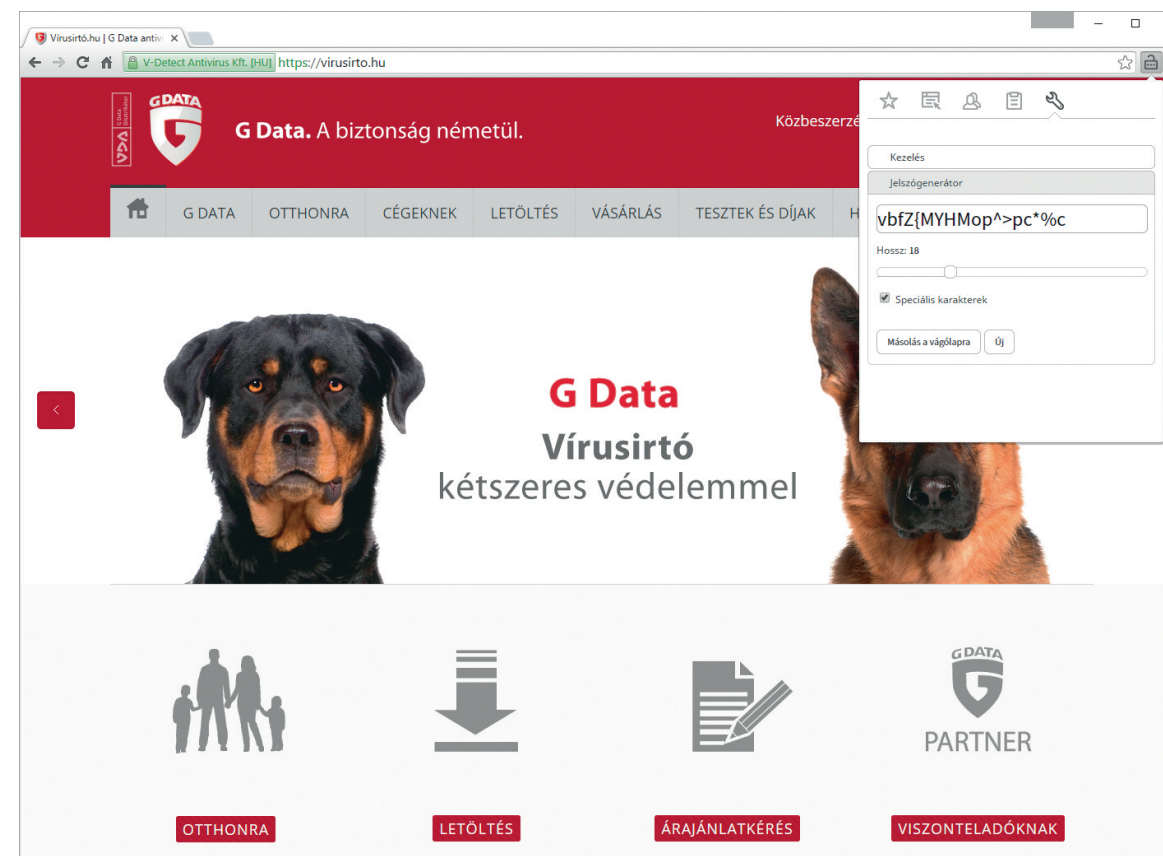 Vírusirtó.hu | G Data antiv
V-Detect Antivirus Kft. [HU] https://virusirto.hu
G DATA
G Data. A biztonság németül.
Közbeszerzé
G DATA OTTHONRA CÉGEKNEK LETÖLTÉS VÁSÁRLÁS TESZTEK ÉS DÍJAK H
Kezelés
Jelszógenerátor
vbfZ{MYHMop^>pc*%c
Hossz: 18
Speciális karakterek
Másolás a vágólapra Új
G Data
Vírusirtó
kétszeres védelemmel
G DATA
PARTNER
OTTHONRA LETÖLTÉS ÁRAJÁNLATKÉRÉS VISZONTELADÓKNAK